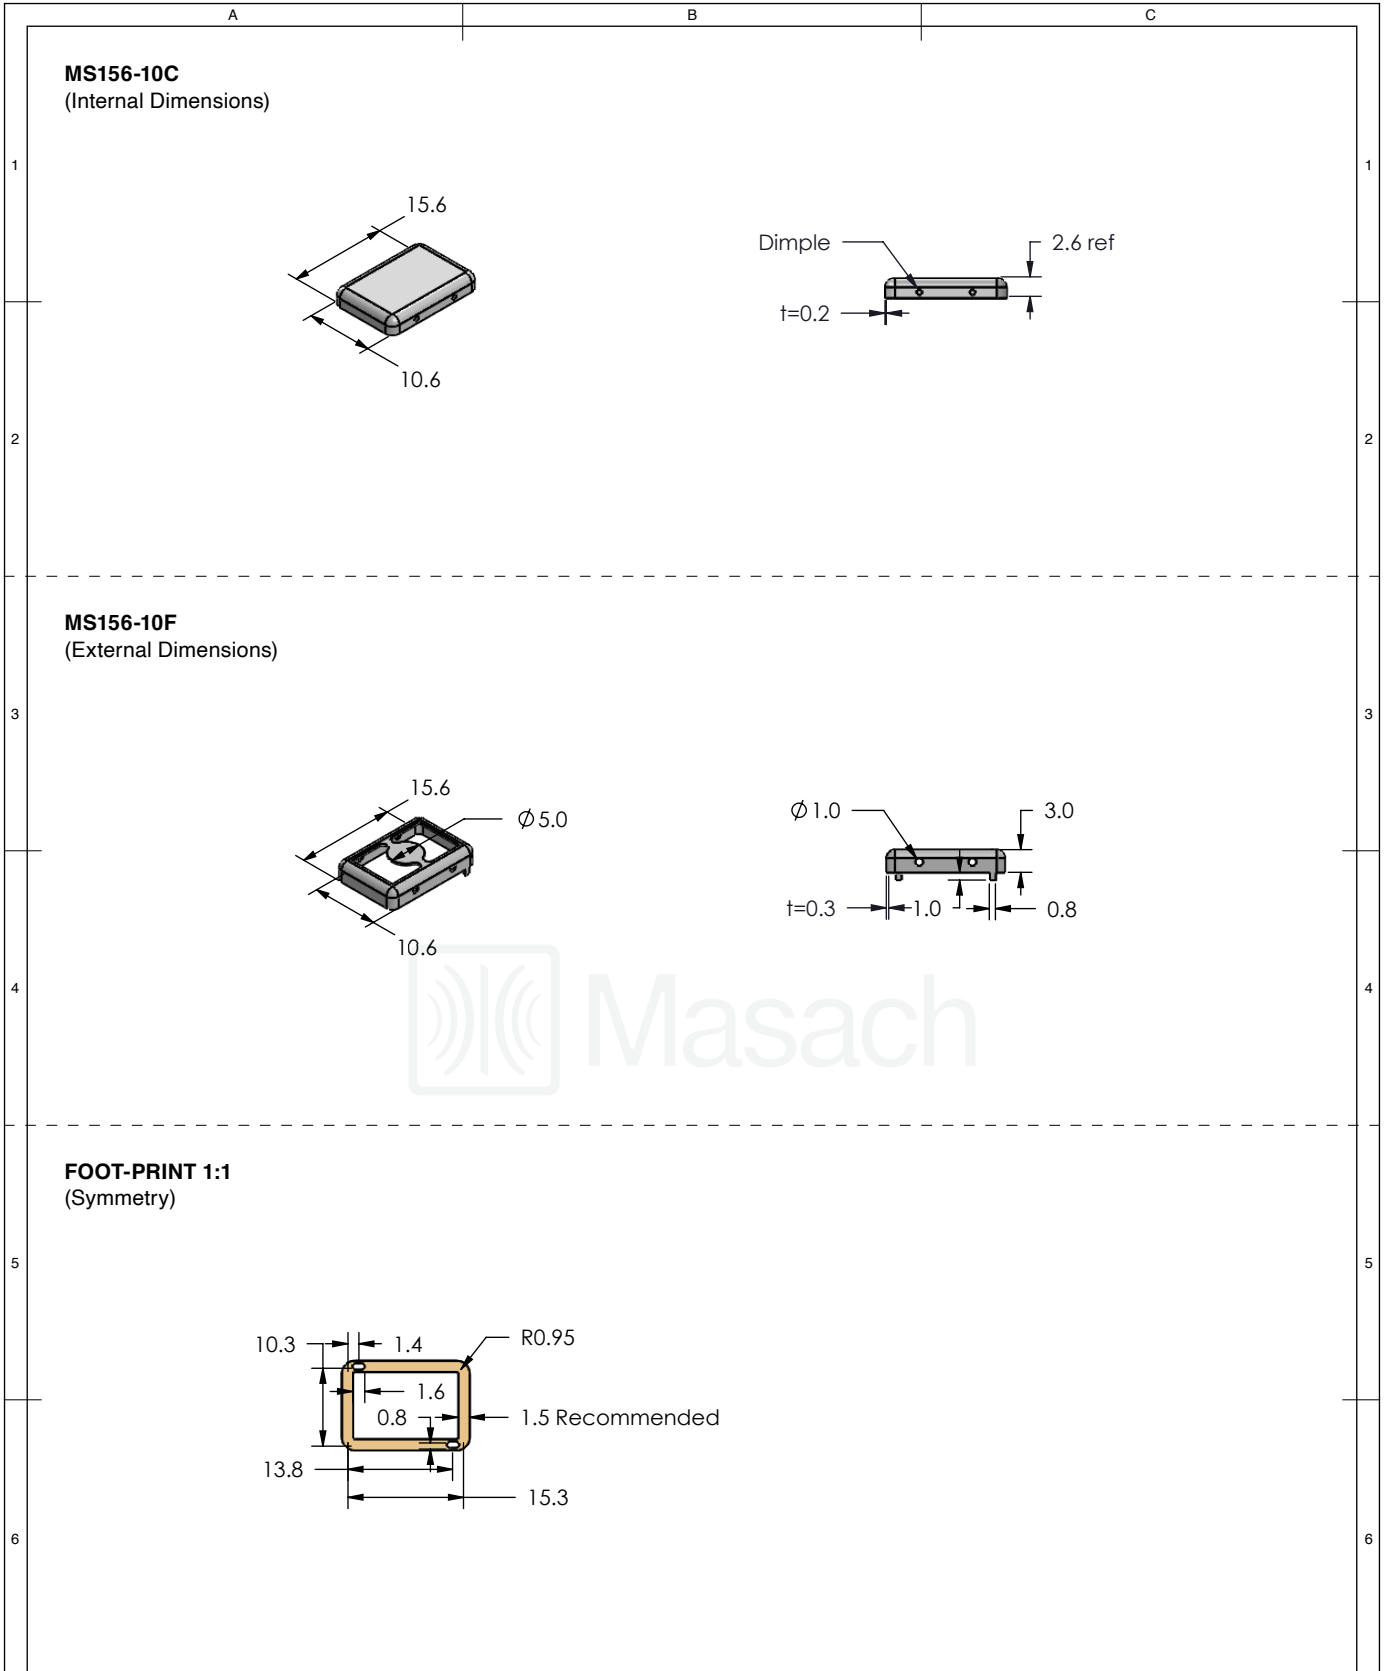 A B C
MS156-10C
(Internal Dimensions)
1 1
15.6
Dimple 2.6 ref
t=0.2
10.6
2 2
MS156-10F
(External Dimensions)
3 3
15.6
Ø5.0
Ø1.0 3.0
t=0.3 1.0 0.8
10.6
4 4
Masach
FOOT-PRINT 1:1
(Symmetry)
5 5
10.3 1.4 R0.95
1.6
0.8 1.5 Recommended
13.8
15.3
6 6